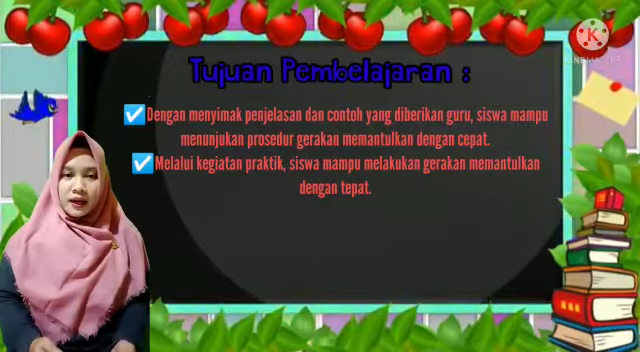 KINEMASTER
Tujuan Pembelajaran :
Dengan menyimak penjelasan dan contoh yang diberikan guru, siswa mampu
menunjukan prosedur gerakan memantulkan dengan cepat.
Melalui kegiatan praktik, siswa mampu melakukan gerakan memantulkan
dengan tepat.